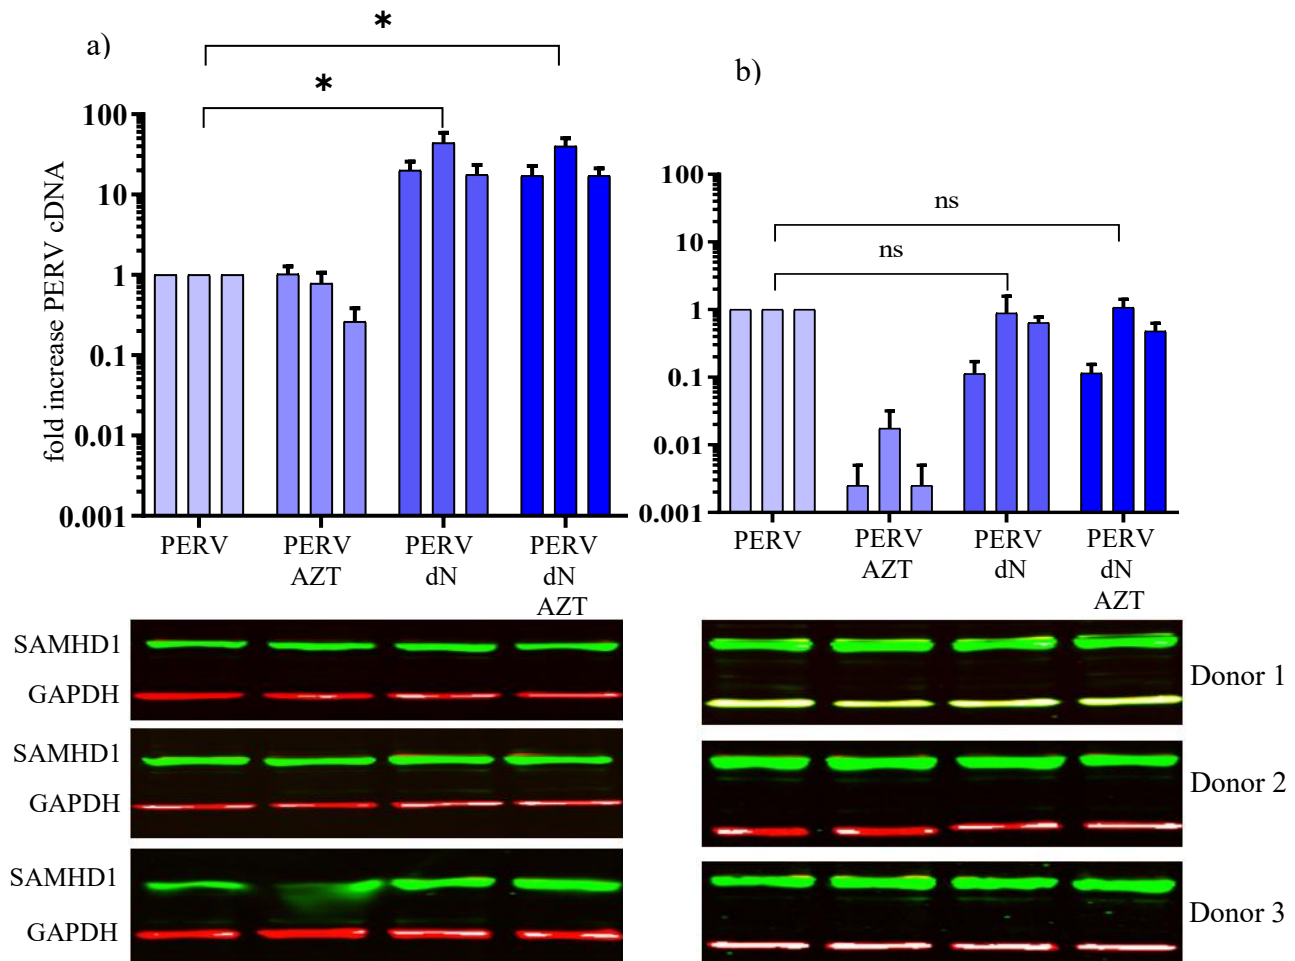 a)
*
*
fold increase PERV cDNA
100
10
1
0.1
0.01
0.001
PERV
PERV
AZT
PERV
dN
PERV
dN
AZT
b)
ns
ns
100
10
1
0.1
0.01
0.001
PERV
PERV
AZT
PERV
dN
PERV
dN
AZT
SAMHD1
GAPDH
Donor 1
SAMHD1
GAPDH
Donor 2
SAMHD1
GAPDH
Donor 3